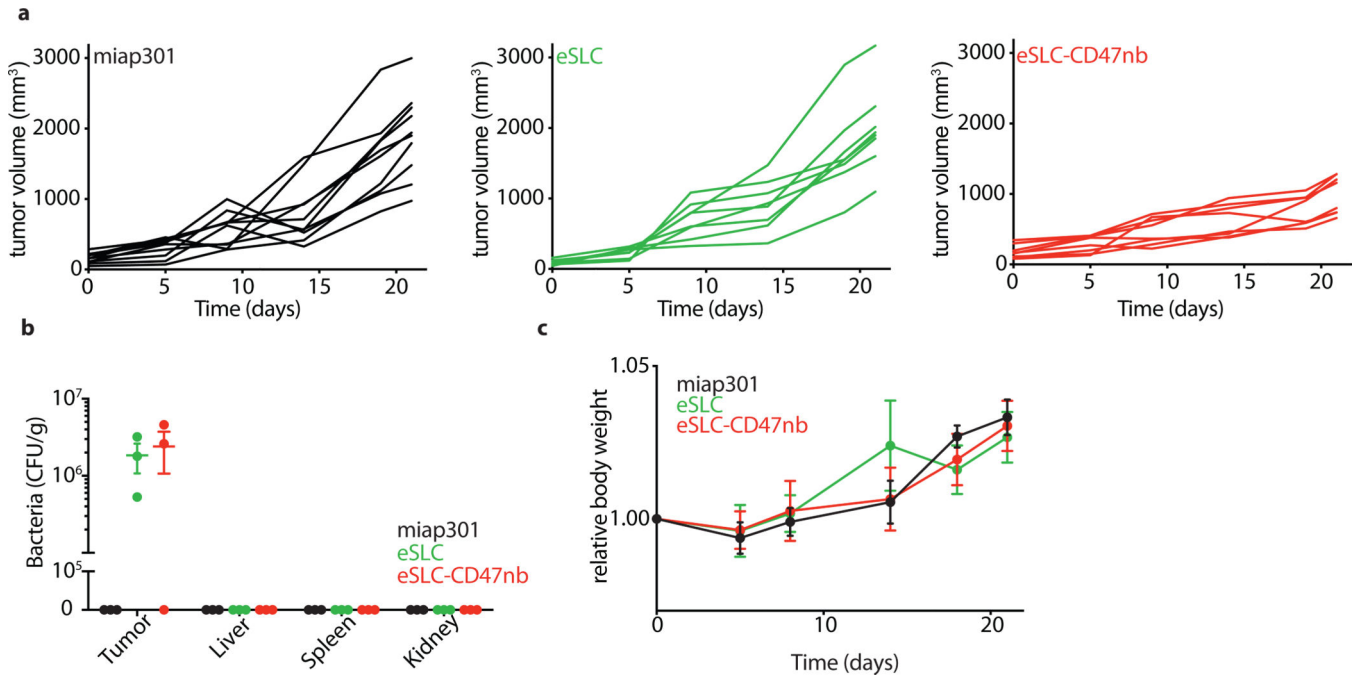 a
miap301
tumor volume (mm³)
3000
2000
1000
0
0 5 10 15 20
Time (days)
eSLC
tumor volume (mm³)
3000
2000
1000
0
0 5 10 15 20
Time (days)
eSLC-CD47nb
tumor volume (mm³)
3000
2000
1000
0
0 5 10 15 20
Time (days)
b
Bacteria (CFU/g)
10⁷
10⁶
10⁵
0
miap301
eSLC
eSLC-CD47nb
Tumor Liver Spleen Kidney
c
relative body weight
1.05
1.00
miap301
eSLC
eSLC-CD47nb
0 10 20
Time (days)